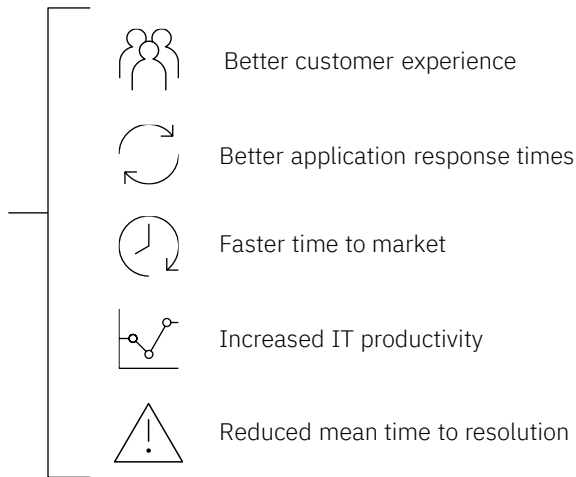 Better customer experience
Better application response times
Faster time to market
Increased IT productivity
Reduced mean time to resolution